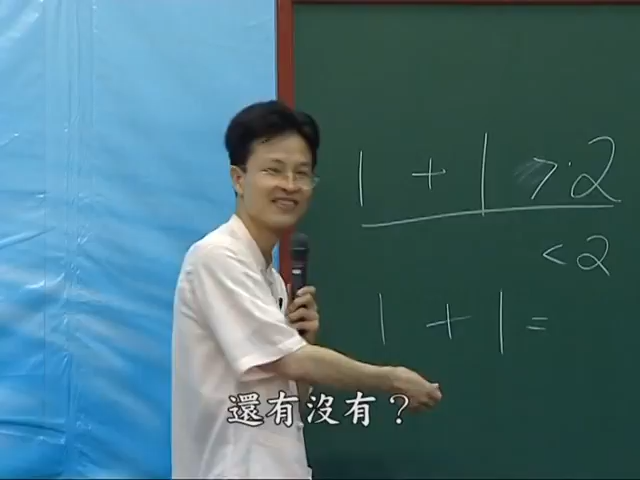 1 + 1 > 2
< 2
1 + 1 =
還有沒有？